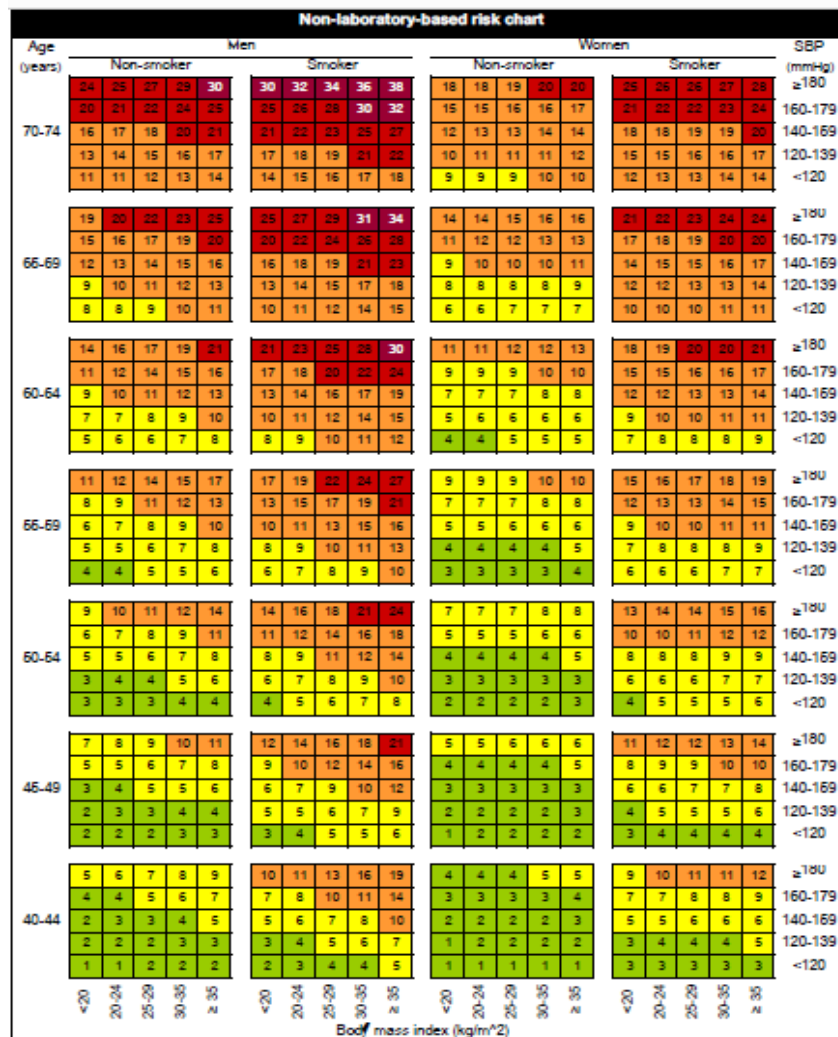 Non-laboratory-based risk chart
Age Men Women SBP
(years) Non-smoker Smoker Non-smoker Smoker (mmHg)
24 25 27 29 30 30 32 34 36 38 18 18 19 20 20 25 26 26 27 28 ≥180
20 21 22 24 25 25 26 28 30 32 15 15 16 16 17 21 22 22 23 24 160-179
70-74 16 17 18 20 21 21 22 23 25 27 12 13 13 14 14 18 18 19 19 20 140-159
13 14 15 16 17 17 18 19 21 22 10 11 11 11 12 15 15 16 16 17 120-139
11 11 12 13 14 14 15 16 17 18 9 9 9 10 10 12 13 13 14 14 <120
19 20 22 23 25 25 27 29 31 34 14 14 15 16 16 21 22 23 24 24 ≥180
15 16 17 19 20 20 22 24 26 28 11 12 12 13 13 17 18 19 20 20 160-179
65-69 12 13 14 15 16 16 18 19 21 23 9 10 10 10 11 14 15 15 16 17 140-159
9 10 11 12 13 13 14 15 17 18 8 8 8 8 9 12 12 13 13 14 120-139
8 8 9 10 11 10 11 12 14 15 6 6 7 7 7 10 10 10 11 11 <120
14 16 17 19 21 21 23 25 28 30 11 11 12 12 13 18 19 20 20 21 ≥180
11 12 14 15 16 17 18 20 22 24 9 9 9 10 10 15 15 16 16 17 160-179
60-64 9 10 11 12 13 13 14 16 17 19 7 7 7 8 8 12 12 13 13 14 140-159
7 7 8 9 10 10 11 12 14 15 5 6 6 6 6 9 10 10 11 11 120-139
5 6 6 7 8 8 9 10 11 12 4 4 5 5 5 7 8 8 8 9 <120
11 12 14 15 17 17 19 22 24 27 9 9 9 10 10 15 16 17 18 19 ≥180
8 9 11 12 13 13 15 17 19 21 7 7 7 8 8 12 13 13 14 15 160-179
55-59 6 7 8 9 10 10 11 13 15 16 5 5 6 6 6 9 10 10 11 11 140-159
5 5 6 7 8 8 9 10 11 13 4 4 4 4 5 7 8 8 8 9 120-139
4 4 5 5 6 6 7 8 9 10 3 3 3 3 4 6 6 6 7 7 <120
9 10 11 12 14 14 16 18 21 24 7 7 7 8 8 13 14 14 15 16 ≥180
6 7 8 9 11 11 12 14 16 18 5 5 5 6 6 10 10 11 12 12 160-179
50-54 5 5 6 7 8 8 9 11 12 14 4 4 4 4 5 8 8 8 9 9 140-159
3 4 4 5 6 6 7 8 9 10 3 3 3 3 3 6 6 6 7 7 120-139
3 3 3 4 4 4 5 6 7 8 2 2 2 2 3 4 5 5 5 6 <120
7 8 9 10 11 12 14 16 18 21 5 5 6 6 6 11 12 12 13 14 ≥180
5 5 6 7 8 9 10 12 14 16 4 4 4 4 5 8 9 9 10 10 160-179
45-49 3 4 5 5 6 6 7 9 10 12 3 3 3 3 3 6 6 7 7 8 140-159
2 3 3 4 4 5 5 6 7 9 2 2 2 2 3 4 5 5 5 6 120-139
2 2 2 3 3 3 4 5 5 6 1 2 2 2 2 3 4 4 4 4 <120
5 6 7 8 9 10 11 13 16 19 4 4 4 5 5 9 10 11 11 12 ≥180
4 4 5 6 7 7 8 10 11 14 3 3 3 3 4 7 7 8 8 9 160-179
40-44 2 3 3 4 5 5 6 7 8 10 2 2 2 2 3 5 5 6 6 6 140-159
2 2 2 3 3 3 4 5 6 7 1 2 2 2 2 3 4 4 4 5 120-139
1 1 2 2 2 2 3 4 4 5 1 1 1 1 1 3 3 3 3 3 <120
<20 20-24 25-29 30-35 ≥ 35 <20 20-24 25-29 30-35 ≥ 35 <20 20-24 25-29 30-35 ≥ 35 <20 20-24 25-29 30-35 ≥ 35
Body mass index (kg/m^2)